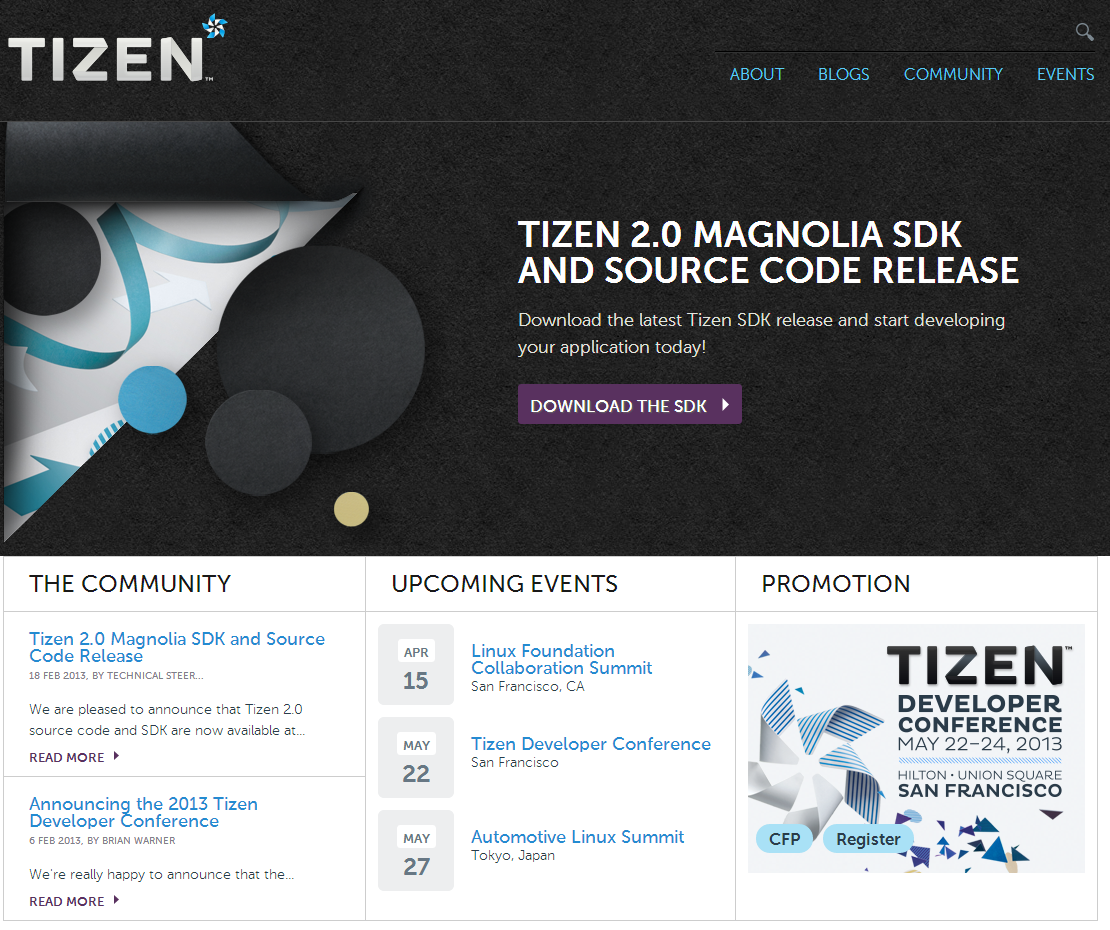 TIZEN™
ABOUT BLOGS COMMUNITY EVENTS
TIZEN 2.0 MAGNOLIA SDK
AND SOURCE CODE RELEASE
Download the latest Tizen SDK release and start developing
your application today!
DOWNLOAD THE SDK
THE COMMUNITY
Tizen 2.0 Magnolia SDK and Source
Code Release
18 FEB 2013, BY TECHNICAL STEER...
We are pleased to announce that Tizen 2.0
source code and SDK are now available at...
READ MORE
Announcing the 2013 Tizen
Developer Conference
6 FEB 2013, BY BRIAN WARNER
We're really happy to announce that the...
READ MORE
UPCOMING EVENTS
APR
15
Linux Foundation
Collaboration Summit
San Francisco, CA
MAY
22
Tizen Developer Conference
San Francisco
MAY
27
Automotive Linux Summit
Tokyo, Japan
PROMOTION
TIZEN™
DEVELOPER
CONFERENCE
MAY 22–24, 2013
HILTON • UNION SQUARE
SAN FRANCISCO
CFP Register